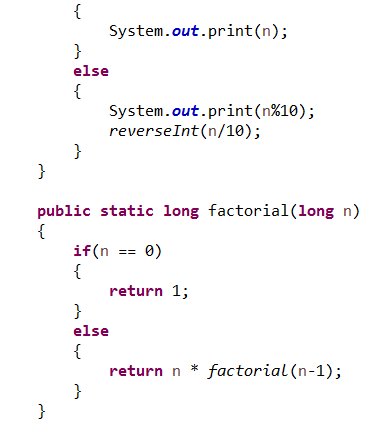 {
System.out.print(n);
}
else
{
System.out.print(n%10);
reverseInt(n/10);
}
}
public static long factorial(long n)
{
if(n == 0)
{
return 1;
}
else
{
return n * factorial(n-1);
}
}